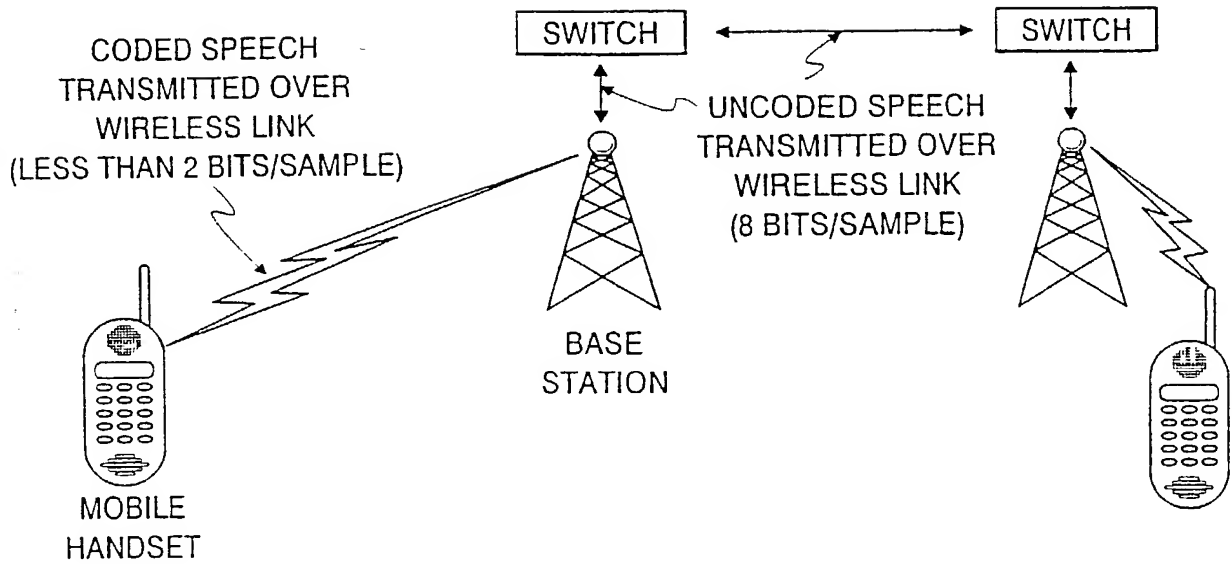 CODED SPEECH
TRANSMITTED OVER
WIRELESS LINK
(LESS THAN 2 BITS/SAMPLE)
SWITCH
SWITCH
UNCODED SPEECH
TRANSMITTED OVER
WIRELESS LINK
(8 BITS/SAMPLE)
BASE
STATION
MOBILE
HANDSET